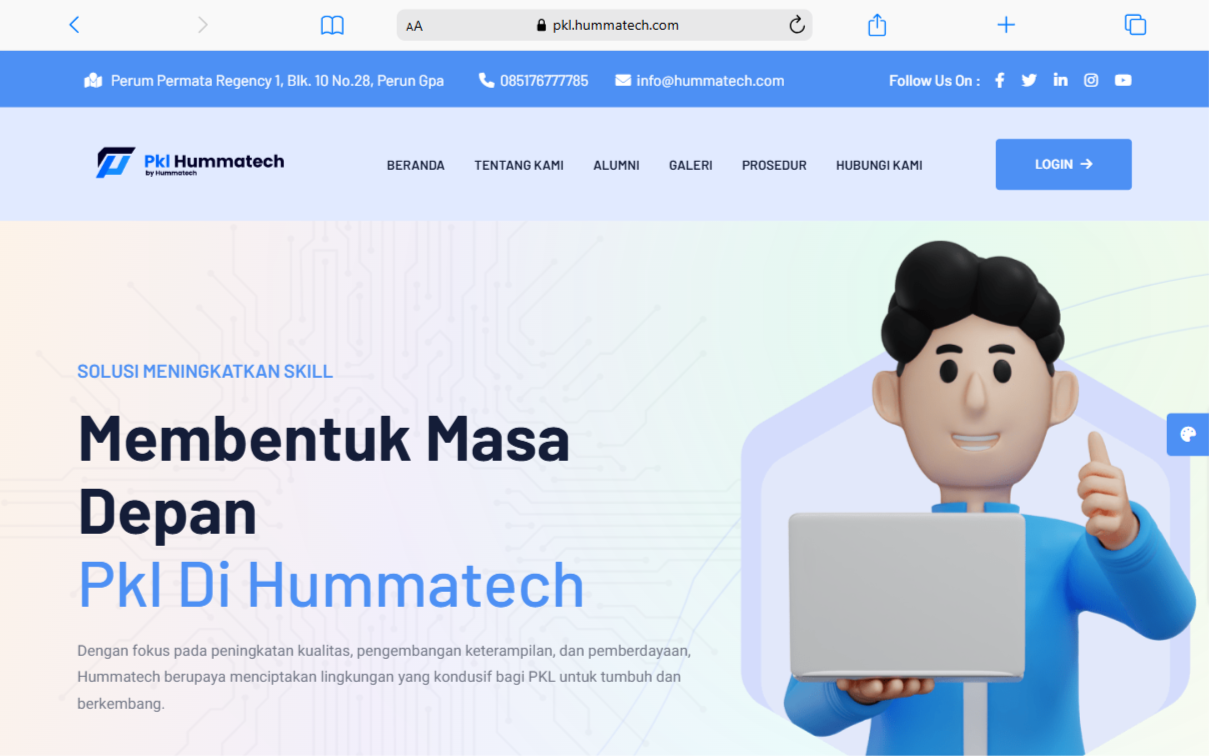 AA pkl.hummatech.com
Perum Permata Regency 1, Blk. 10 No.28, Perun Gpa 085176777785 info@hummatech.com Follow Us On :
Pkl Hummatech
by Hummatech
BERANDA TENTANG KAMI ALUMNI GALERI PROSEDUR HUBUNGI KAMI LOGIN
SOLUSI MENINGKATKAN SKILL
Membentuk Masa
Depan
Pkl Di Hummatech
Dengan fokus pada peningkatan kualitas, pengembangan keterampilan, dan pemberdayaan,
Hummatech berupaya menciptakan lingkungan yang kondusif bagi PKL untuk tumbuh dan
berkembang.